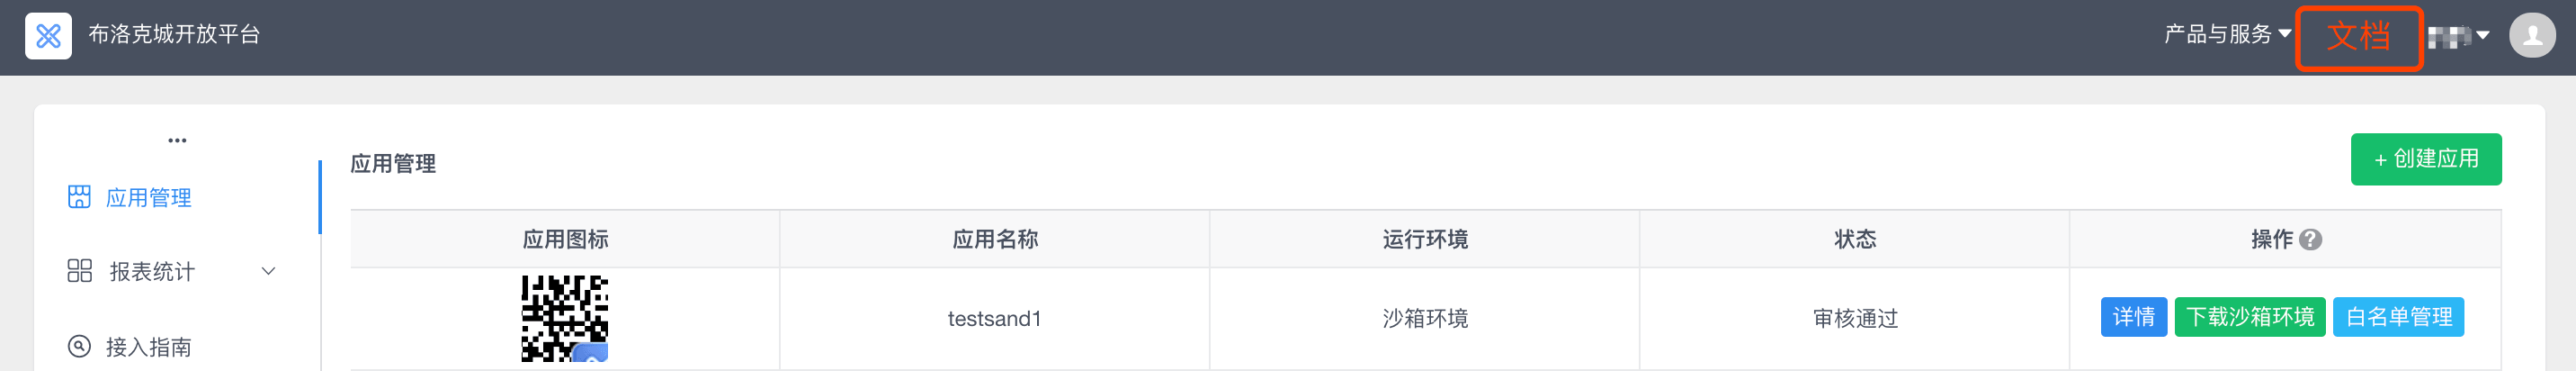 布洛克城开放平台
产品与服务 文档
...
应用管理
报表统计
接入指南
应用管理
+ 创建应用
应用图标 应用名称 运行环境 状态 操作 ?
testsand1 沙箱环境 审核通过 详情 下载沙箱环境 白名单管理